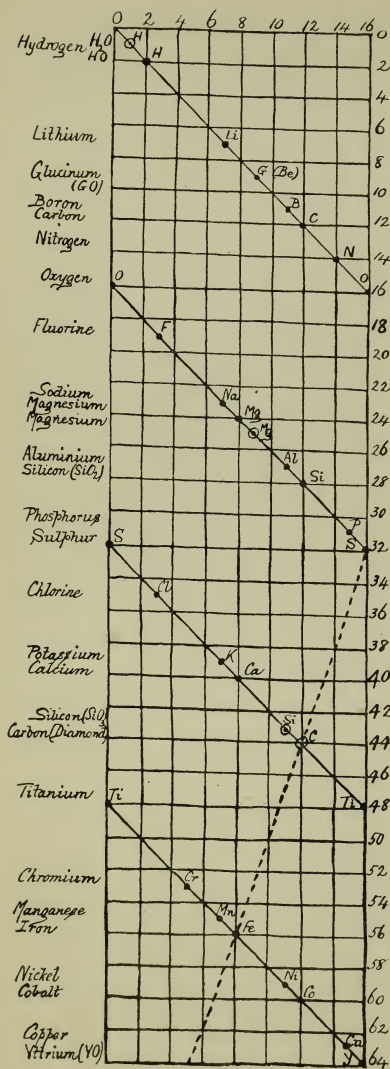 0 2 4 6 8 10 12 14 16
0
Hydrogen H2O H
HO H
2
4
6
Lithium Li
8
Glucinum G (Be)
(GO)
10
Boron B
Carbon C
12
Nitrogen N
14
O
16
Oxygen O
18
Fluorine F
20
22
Sodium Na
Magnesium Mg
24
Magnesium Mg
26
Aluminium Al
Silicon (SiO2) Si
28
30
Phosphorus P
Sulphur S S
32
34
Chlorine Cl
36
38
Potassium K
Calcium Ca
40
42
Silicon (SiO3) Si
Carbon (Diamond) C
44
46
Titanium Ti Ti
48
50
52
Chromium Cr
54
Manganese Mn
Iron Fe
56
58
Nickel Ni
Cobalt Co
60
62
Copper Cu
Yttrium (YO) Y
64